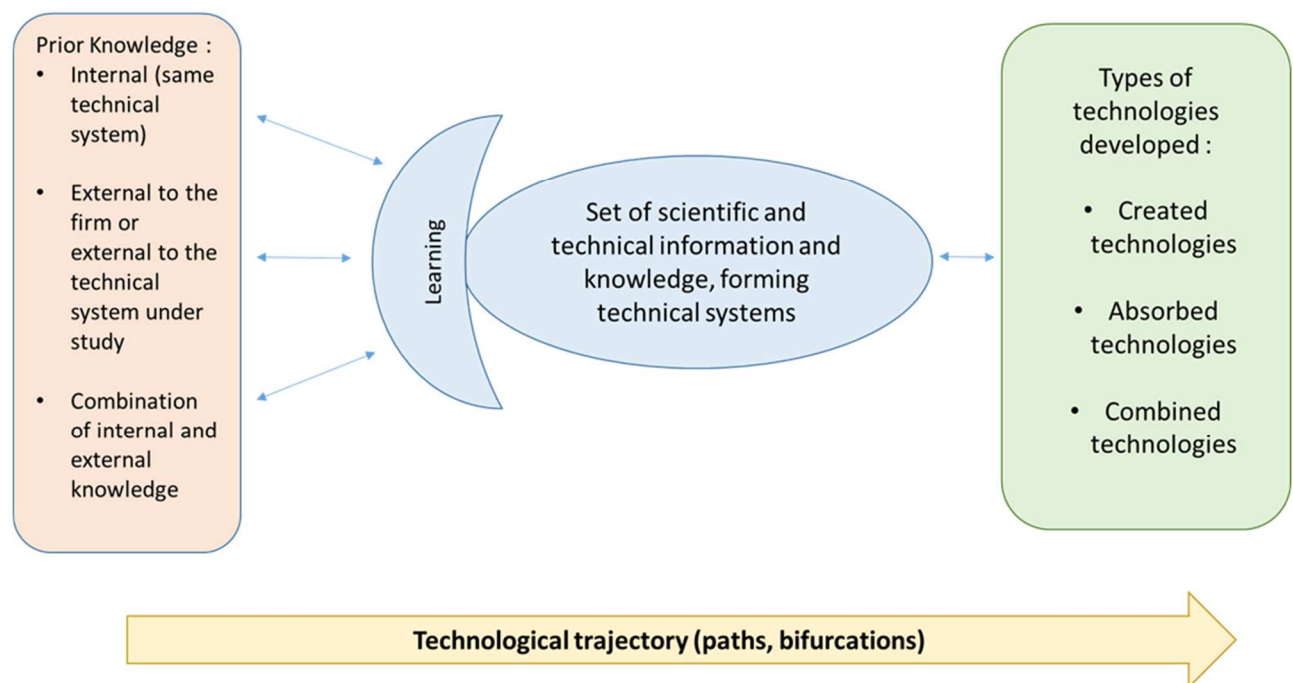 Prior Knowledge :
• Internal (same
technical
system)
• External to the
firm or
external to the
technical
system under
study
• Combination
of internal and
external
knowledge
Learning
Set of scientific and
technical information and
knowledge, forming
technical systems
Types of
technologies
developed :
• Created
technologies
• Absorbed
technologies
• Combined
technologies
Technological trajectory (paths, bifurcations)